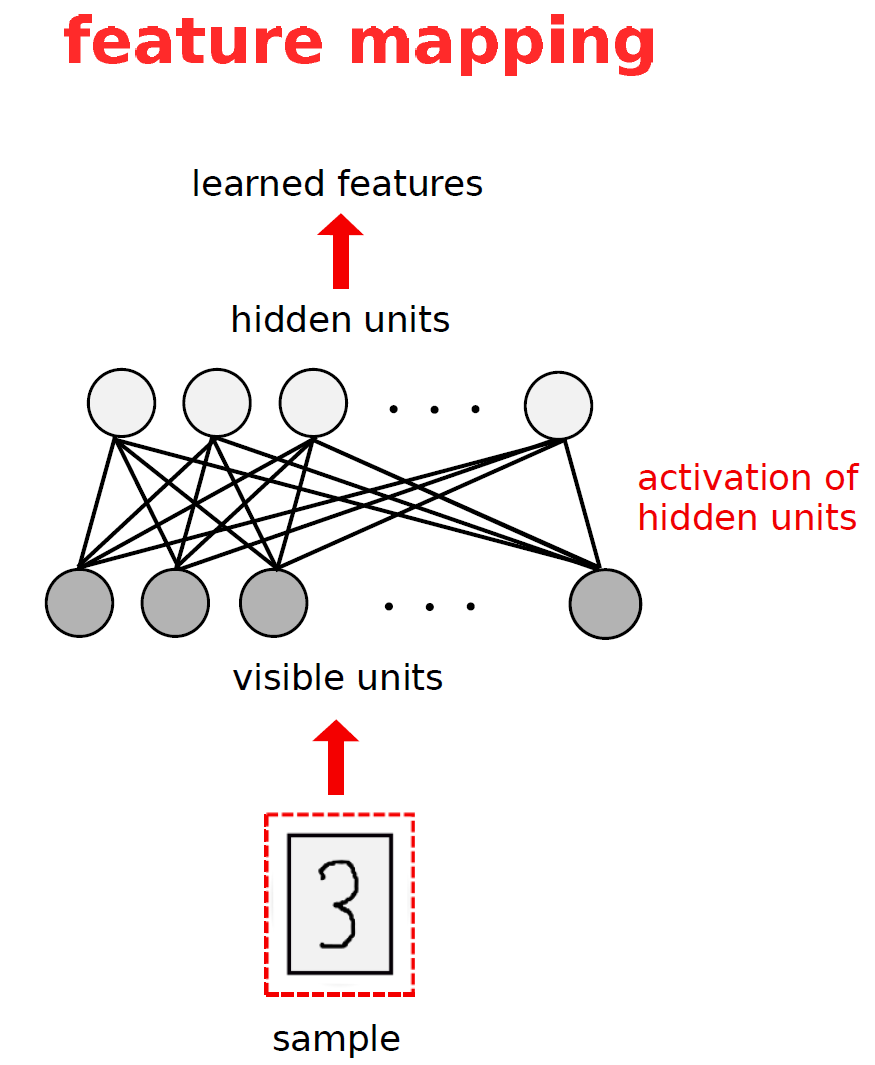 feature mapping
learned features
hidden units
. . .
activation of
hidden units
. . .
visible units
3
sample